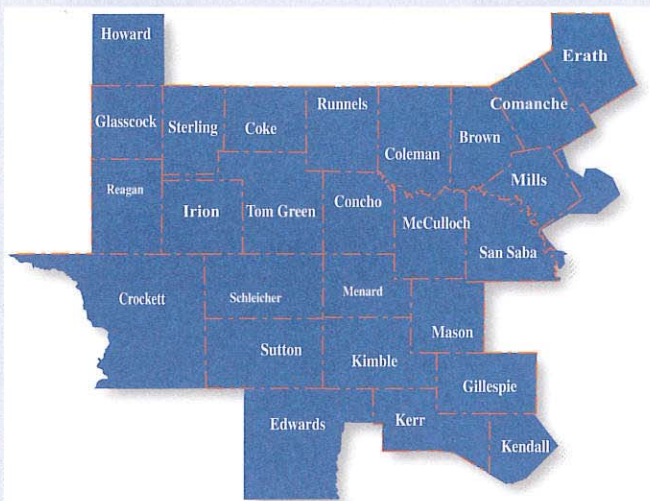 Howard
Erath
Glasscock
Sterling
Coke
Runnels
Coleman
Brown
Comanche
Reagan
Irion
Tom Green
Concho
McCulloch
Mills
San Saba
Crockett
Schleicher
Menard
Mason
Sutton
Kimble
Gillespie
Edwards
Kerr
Kendall